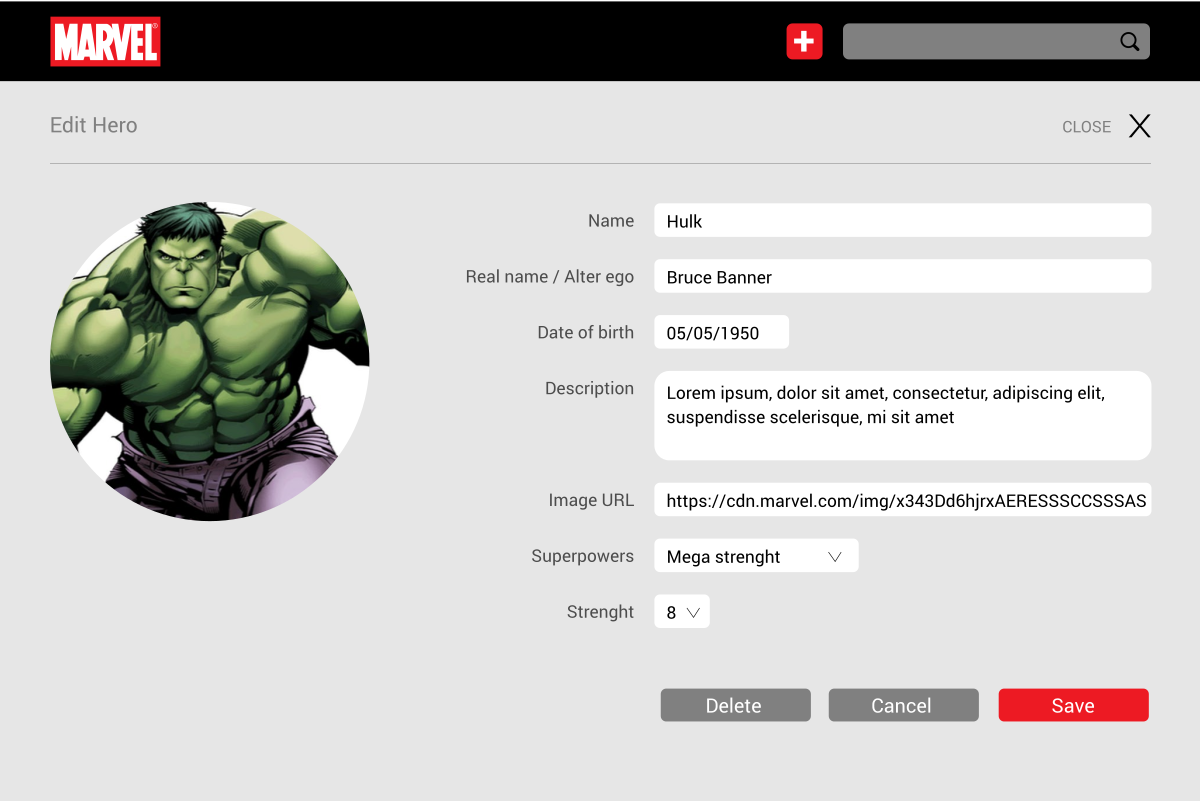 MARVEL
Edit Hero
CLOSE X
Name
Hulk
Real name / Alter ego
Bruce Banner
Date of birth
05/05/1950
Description
Lorem ipsum, dolor sit amet, consectetur, adipiscing elit,
suspendisse scelerisque, mi sit amet
Image URL
https://cdn.marvel.com/img/x343Dd6hjrxAERESSSCCSSSAS
Superpowers
Mega strenght
Strenght
8
Delete
Cancel
Save